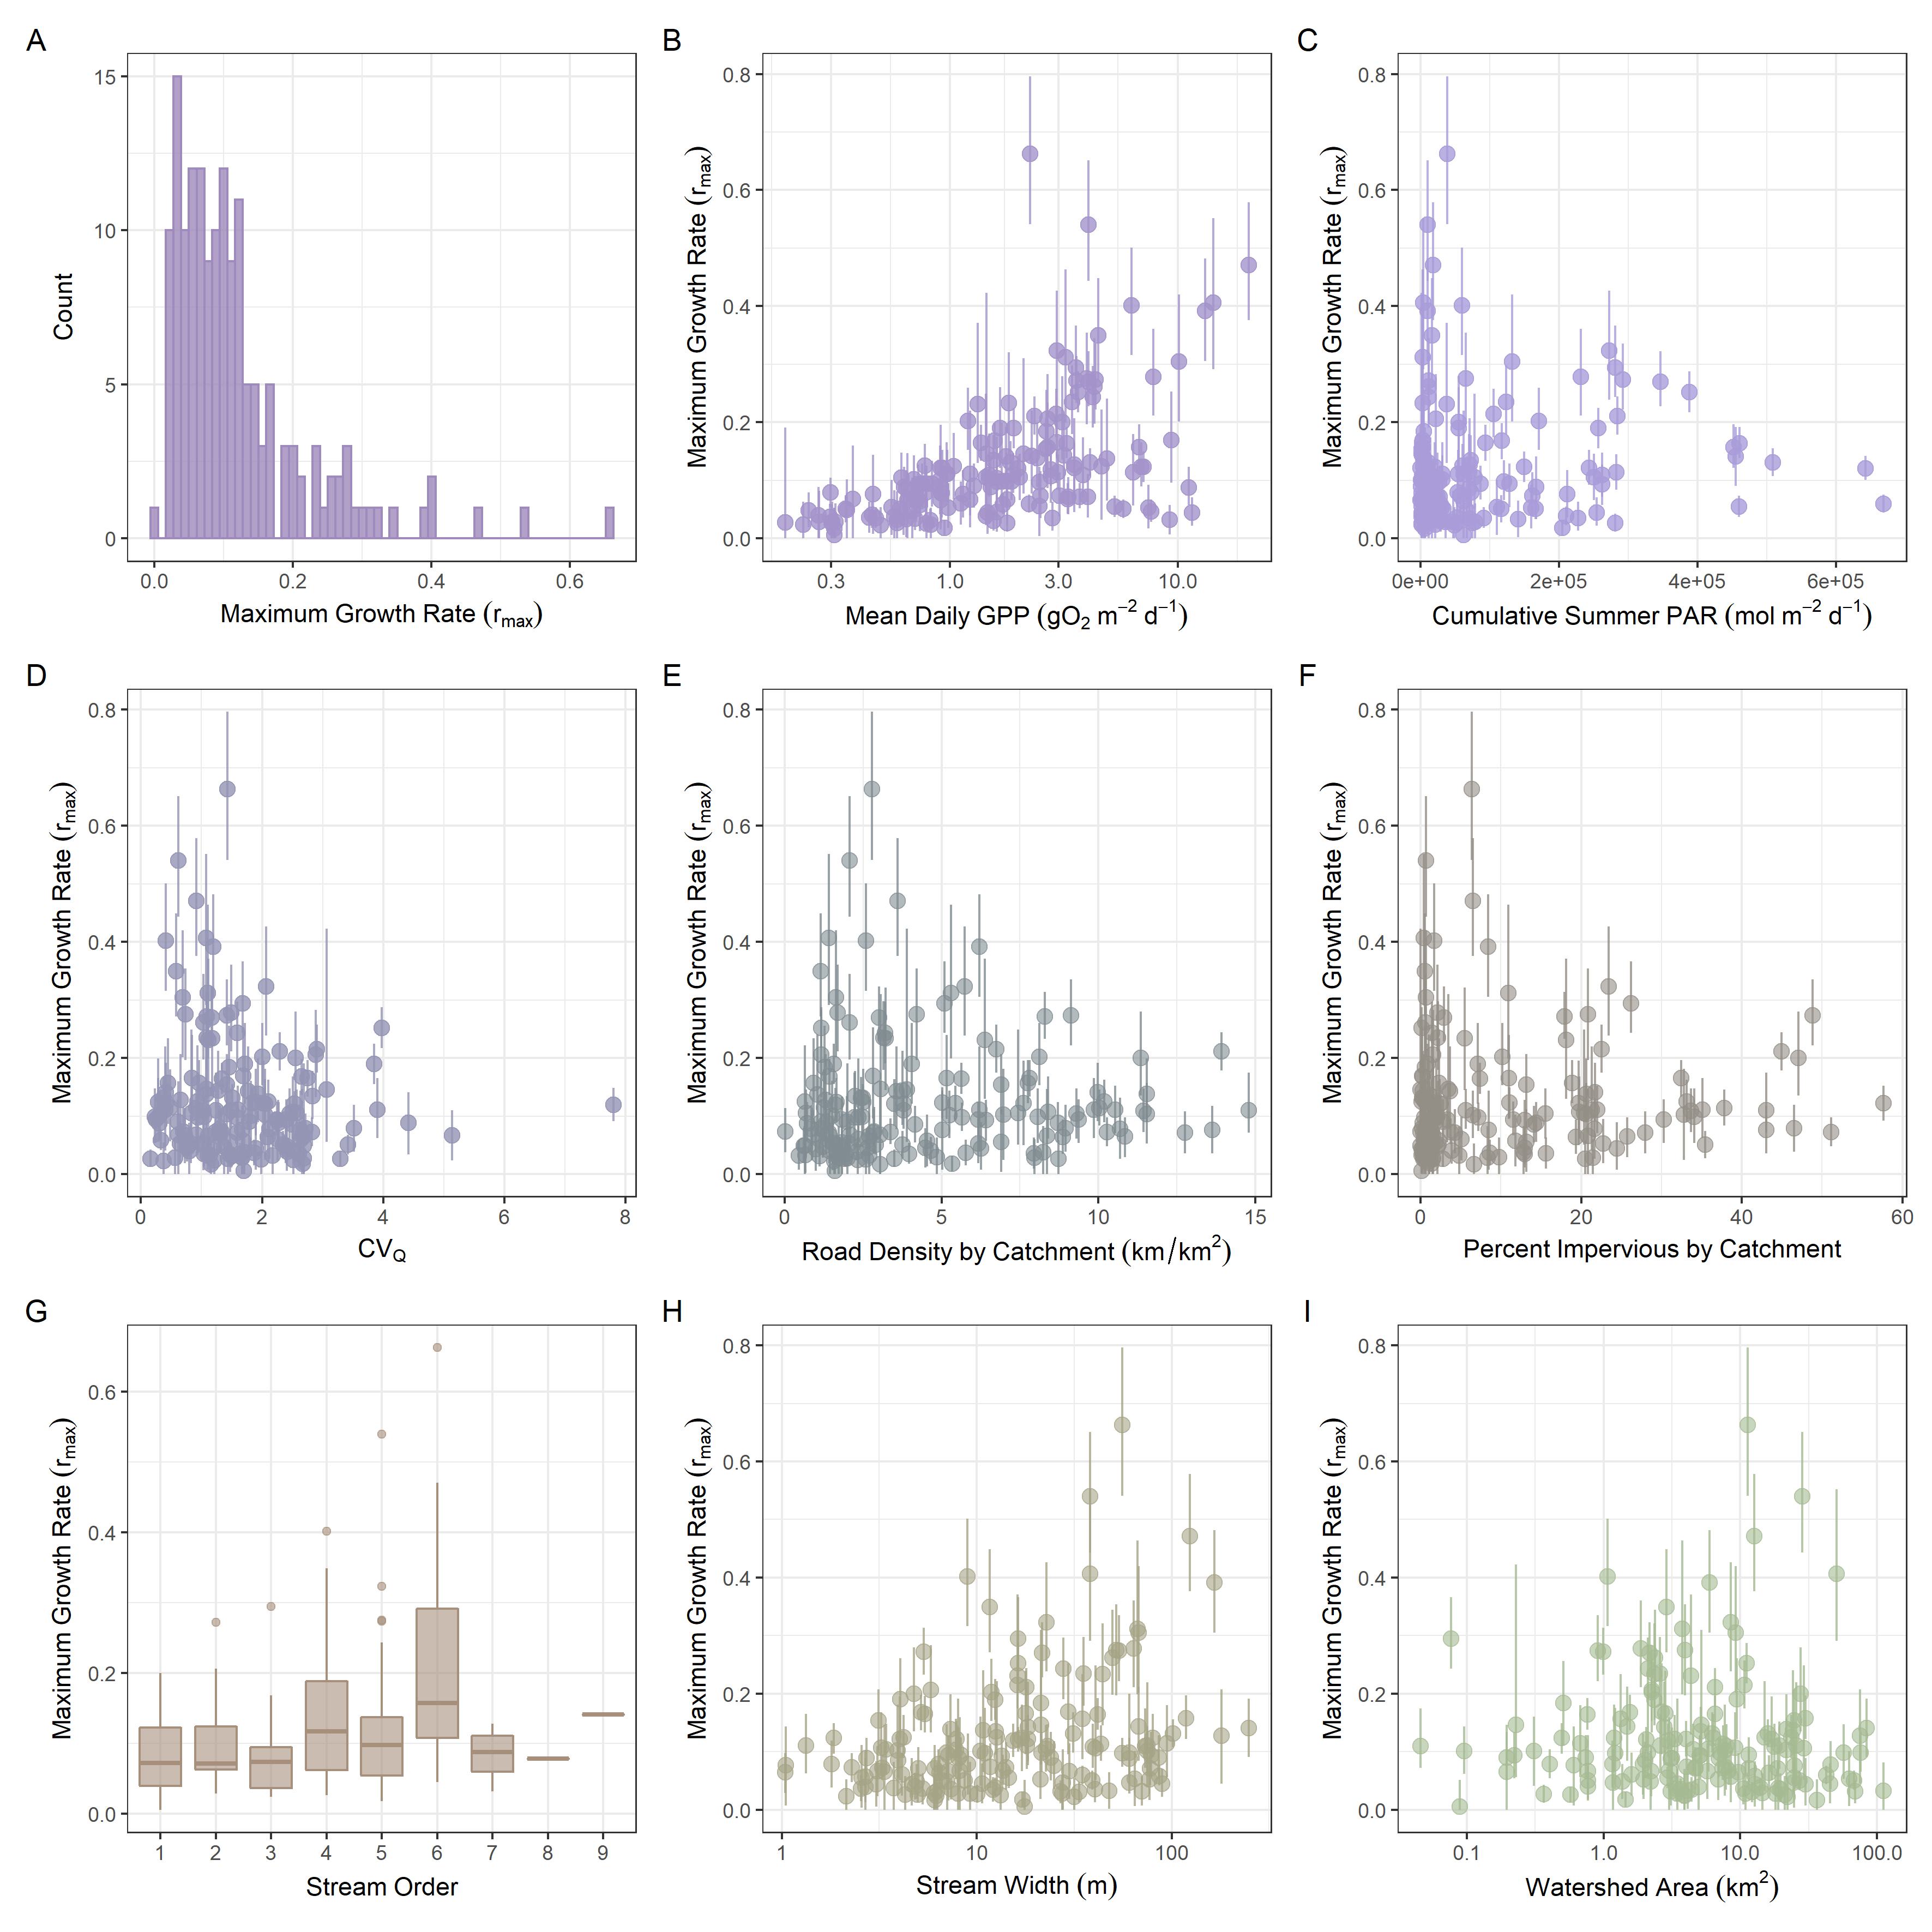 A
15
10
5
0
Count
0.0 0.2 0.4 0.6
Maximum Growth Rate (rmax)
B
0.8
0.6
0.4
0.2
0.0
Maximum Growth Rate (rmax)
0.3 1.0 3.0 10.0
Mean Daily GPP (gO2 m−2 d−1)
C
0.8
0.6
0.4
0.2
0.0
Maximum Growth Rate (rmax)
0e+00 2e+05 4e+05 6e+05
Cumulative Summer PAR (mol m−2 d−1)
D
0.8
0.6
0.4
0.2
0.0
Maximum Growth Rate (rmax)
0 2 4 6 8
CVQ
E
0.8
0.6
0.4
0.2
0.0
Maximum Growth Rate (rmax)
0 5 10 15
Road Density by Catchment (km/km2)
F
0.8
0.6
0.4
0.2
0.0
Maximum Growth Rate (rmax)
0 20 40 60
Percent Impervious by Catchment
G
0.6
0.4
0.2
0.0
Maximum Growth Rate (rmax)
1 2 3 4 5 6 7 8 9
Stream Order
H
0.8
0.6
0.4
0.2
0.0
Maximum Growth Rate (rmax)
1 10 100
Stream Width (m)
I
0.8
0.6
0.4
0.2
0.0
Maximum Growth Rate (rmax)
0.1 1.0 10.0 100.0
Watershed Area (km2)